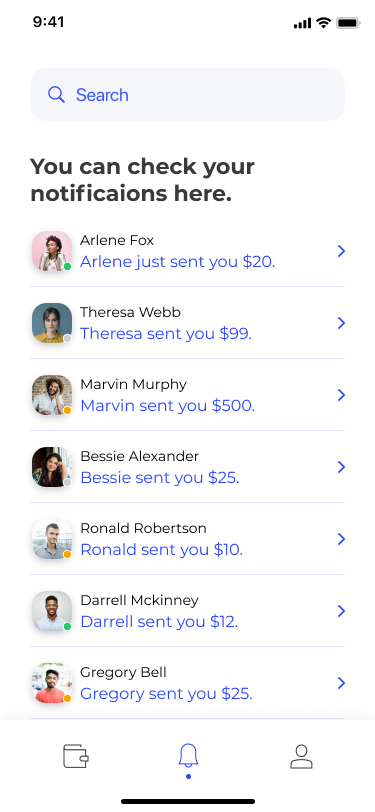 9:41
Search
You can check your
notificaions here.
Arlene Fox
Arlene just sent you $20.
Theresa Webb
Theresa sent you $99.
Marvin Murphy
Marvin sent you $500.
Bessie Alexander
Bessie sent you $25.
Ronald Robertson
Ronald sent you $10.
Darrell Mckinney
Darrell sent you $12.
Gregory Bell
Gregory sent you $25.